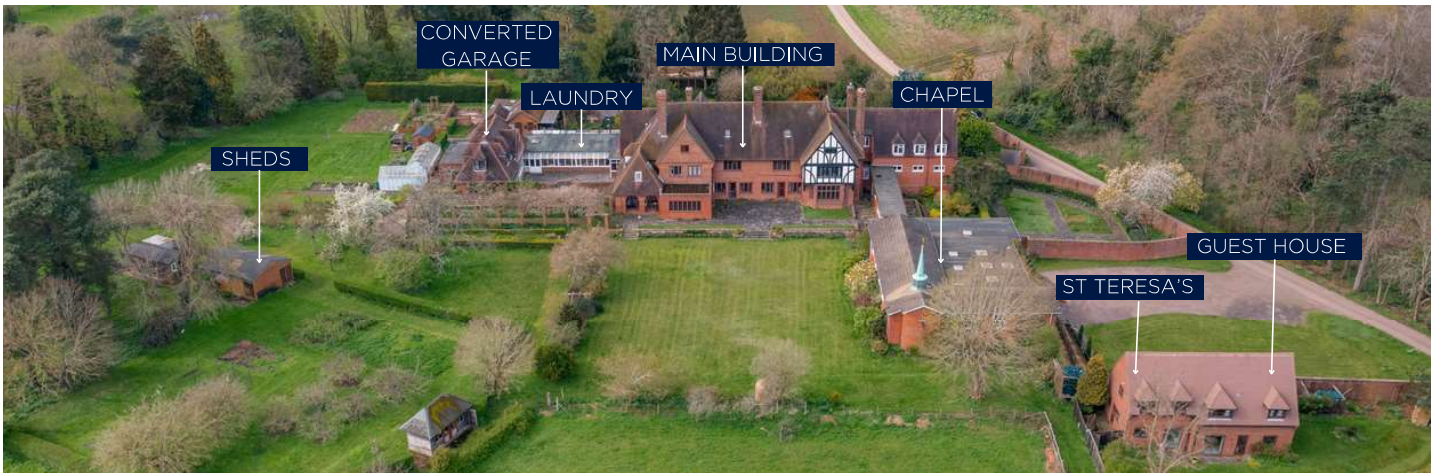 CONVERTED
GARAGE
MAIN BUILDING
LAUNDRY
CHAPEL
SHEDS
GUEST HOUSE
ST TERESA'S